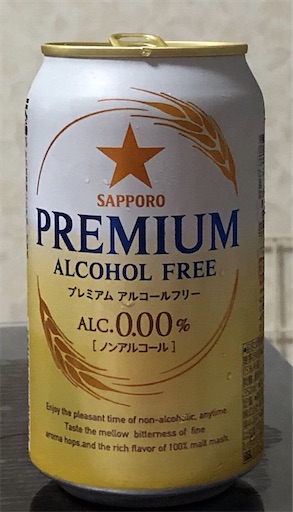 SAPPORO
PREMIUM
ALCOHOL FREE
プレミアム アルコールフリー
ALC.0.00%
[ノンアルコール]
Enjoy the pleasant time of non-alcoholic, anytime.
Taste the mellow bitterness of fine
aroma hops.and the rich flavor of 100% malt mash.